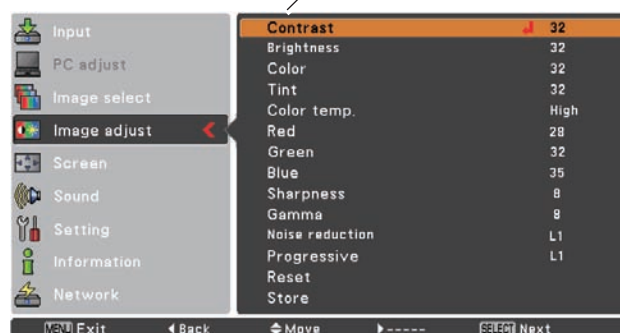 Input
PC adjust
Image select
Image adjust
Screen
Sound
Setting
Information
Network
Contrast 32
Brightness 32
Color 32
Tint 32
Color temp. High
Red 28
Green 32
Blue 35
Sharpness 8
Gamma 8
Noise reduction L1
Progressive L1
Reset
Store
MENU Exit Back Move ----- SELECT Next